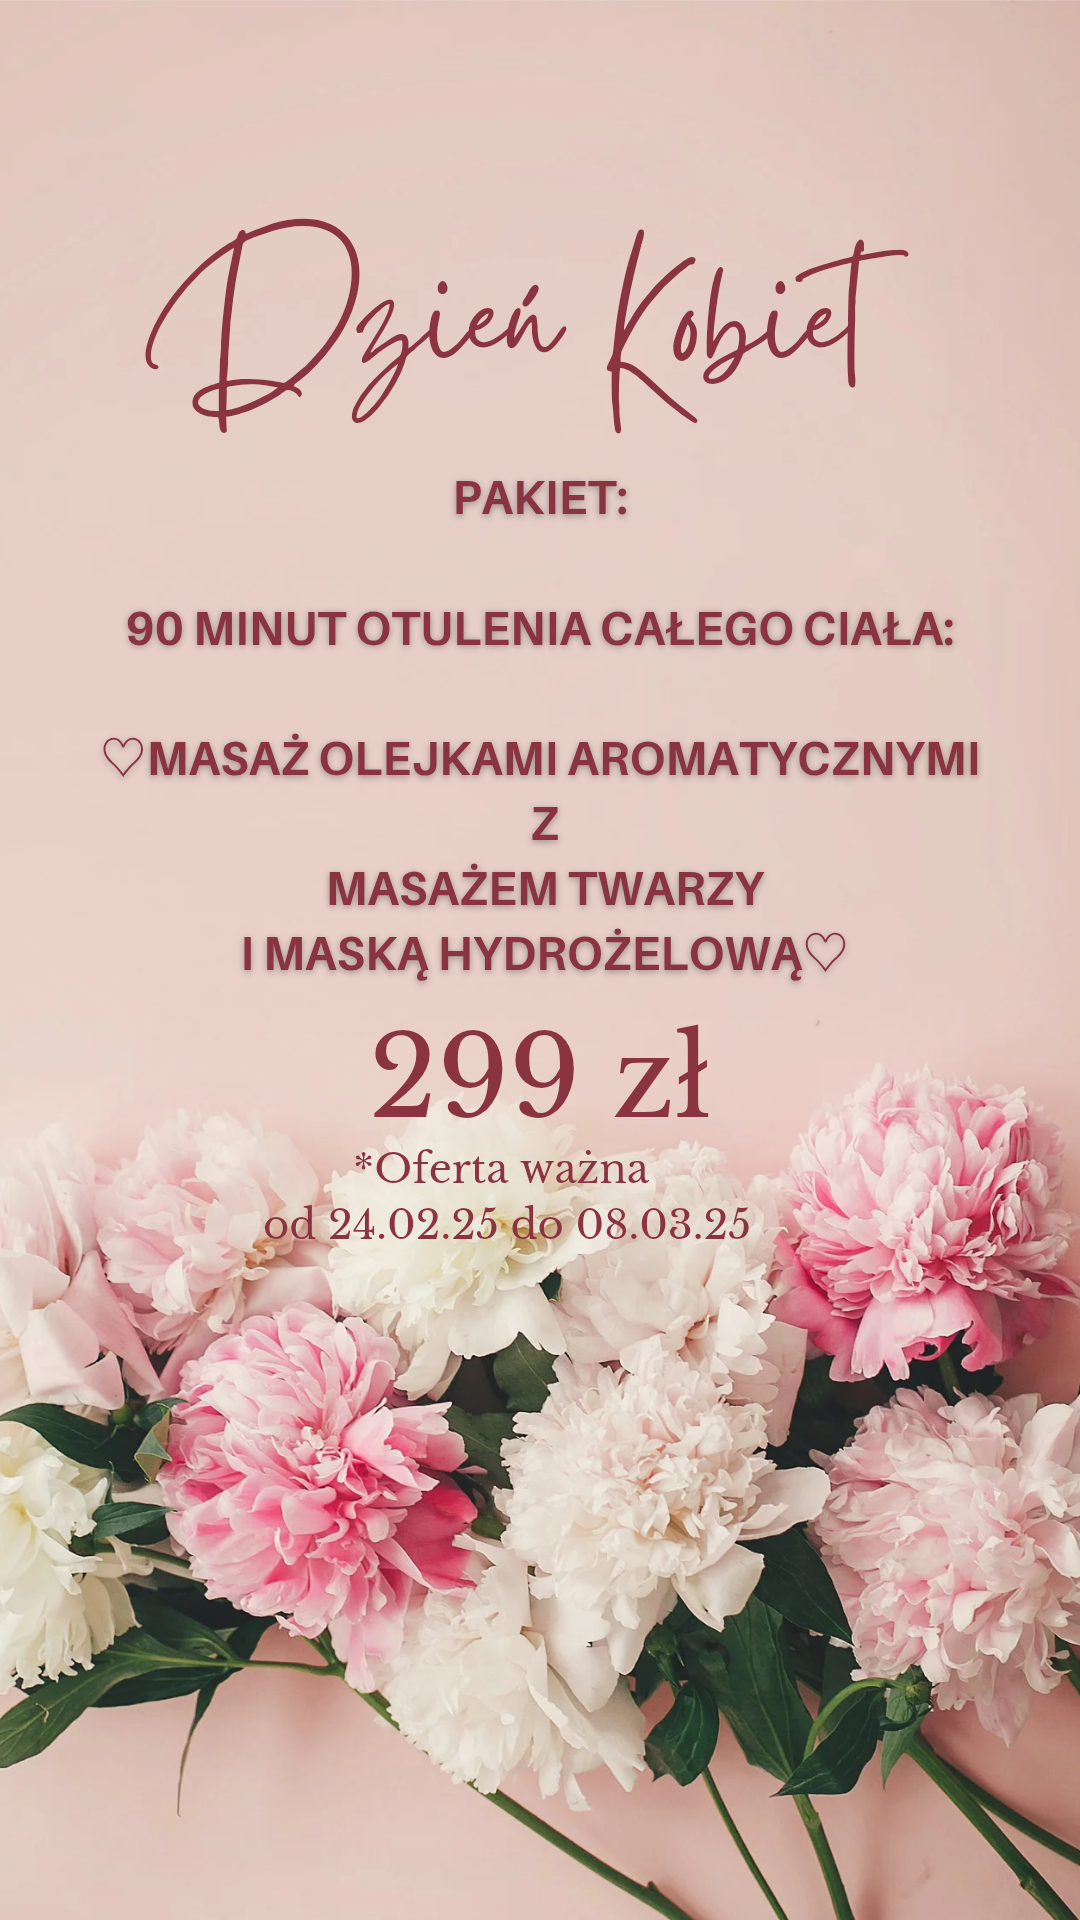 Dzień Kobiet
PAKIET:
90 MINUT OTULENIA CAŁEGO CIAŁA:
♡MASAŻ OLEJKAMI AROMATYCZNYMI
Z
MASAŻEM TWARZY
I MASKĄ HYDROŻELOWĄ♡
299 zł
*Oferta ważna
od 24.02.25 do 08.03.25